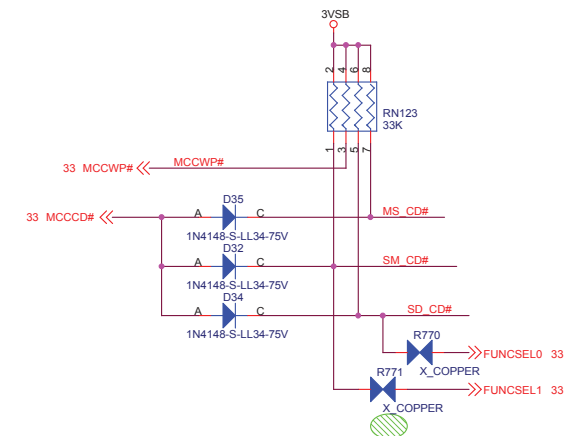 3VSB
2 4 6 8
RN123
33K
1 3 5 7
33 MCCWP#
MCCWP#
D35
33 MCCCD#
A C
MS_CD#
1N4148-S-LL34-75V
D32
A C
SM_CD#
1N4148-S-LL34-75V
D34
A C
SD_CD#
1N4148-S-LL34-75V
R770
FUNCSEL0 33
X_COPPER
R771
FUNCSEL1 33
X_COPPER